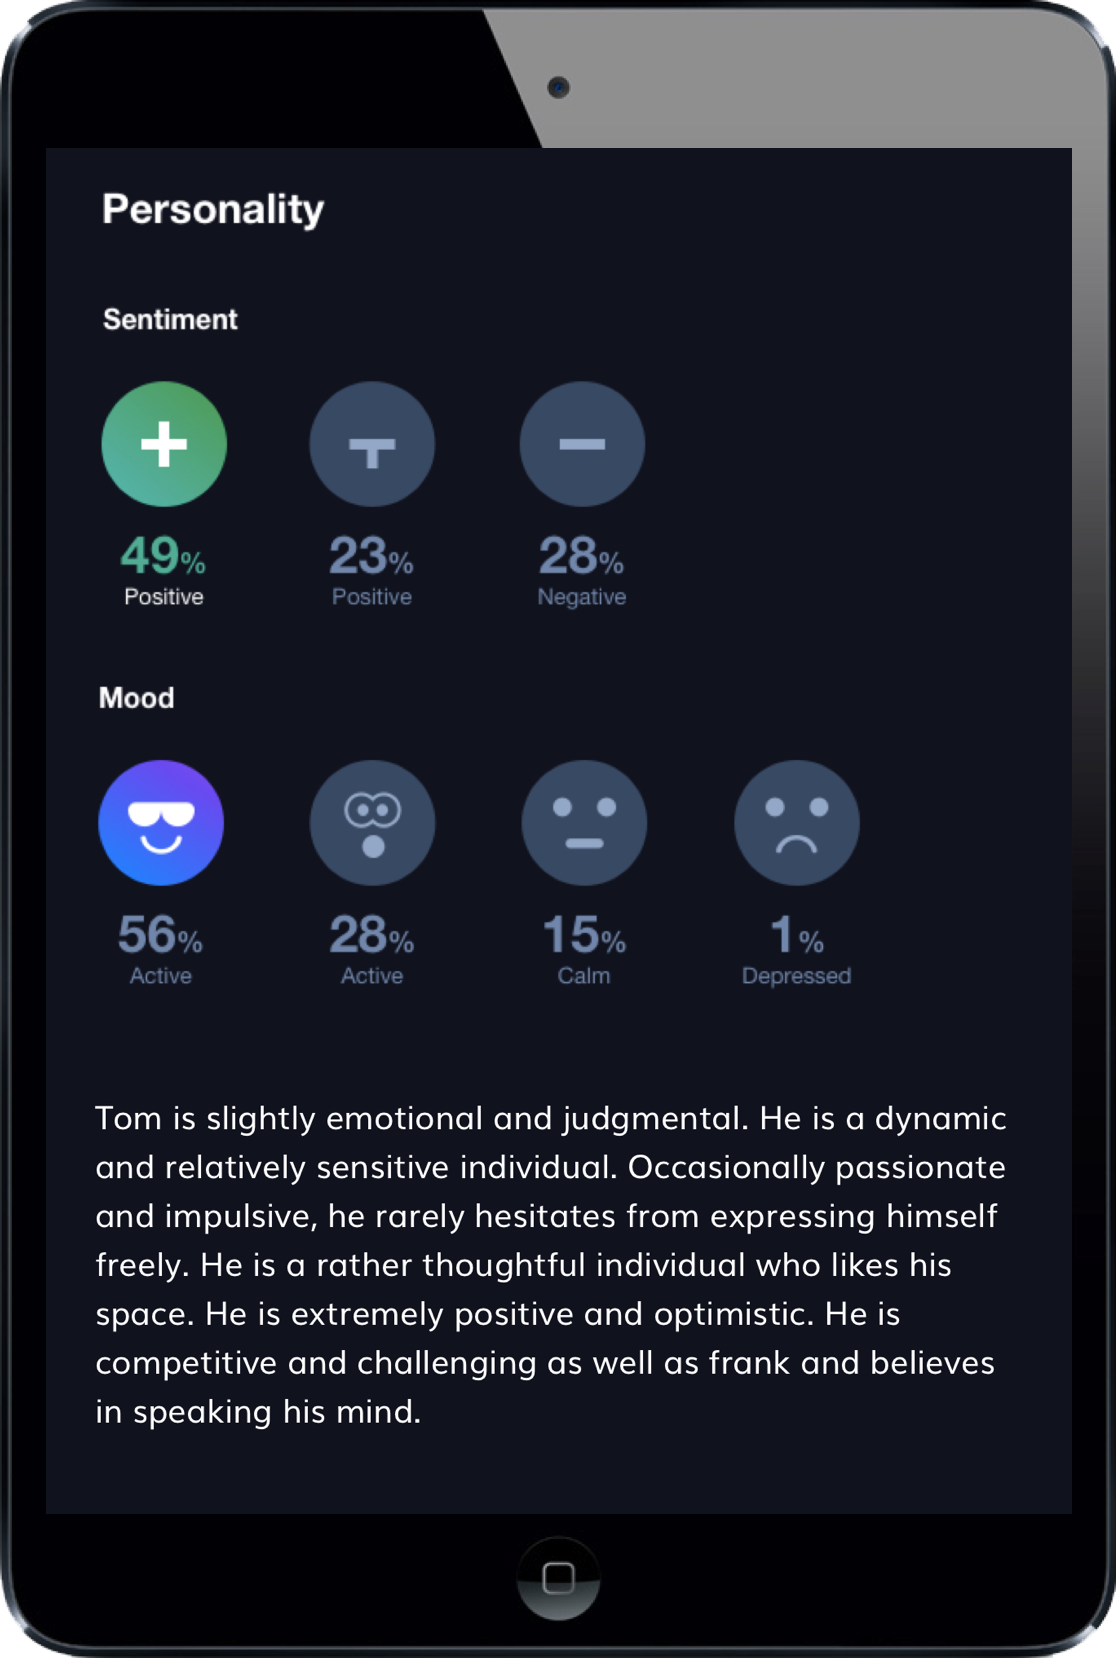 Personality
Sentiment
49% 23% 28%
Positive Positive Negative
Mood
56% 28% 15% 1%
Active Active Calm Depressed
Tom is slightly emotional and judgmental. He is a dynamic
and relatively sensitive individual. Occasionally passionate
and impulsive, he rarely hesitates from expressing himself
freely. He is a rather thoughtful individual who likes his
space. He is extremely positive and optimistic. He is
competitive and challenging as well as frank and believes
in speaking his mind.